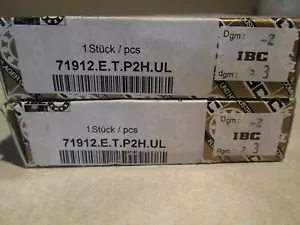 1 Stück / pcs
71912.E.T.P2H.UL
Dgm: -2
IBC
dgm: 3
1 Stück / pcs
71912.E.T.P2H.UL
Dgm: -2
IBC
dgm: 3